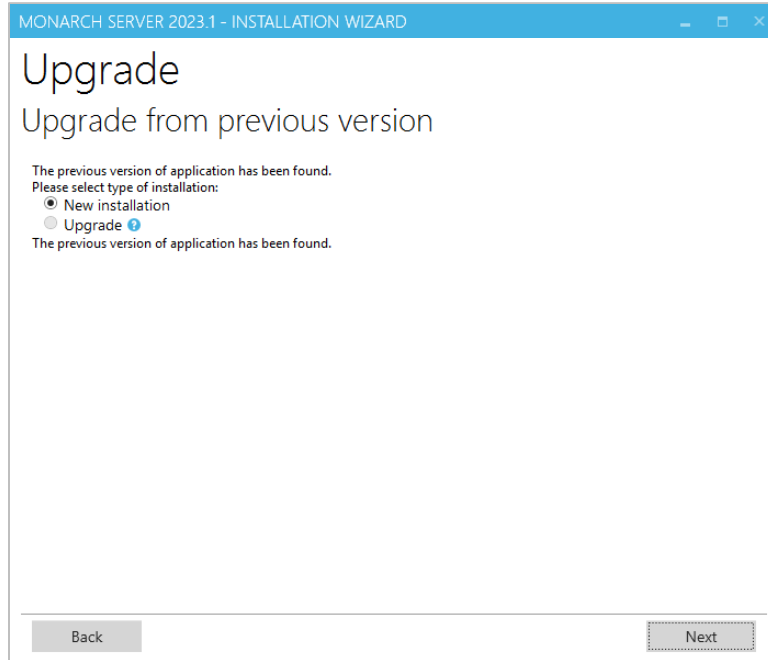 MONARCH SERVER 2023.1 - INSTALLATION WIZARD
Upgrade
Upgrade from previous version
The previous version of application has been found.
Please select type of installation:
New installation
Upgrade ?
The previous version of application has been found.
Back Next